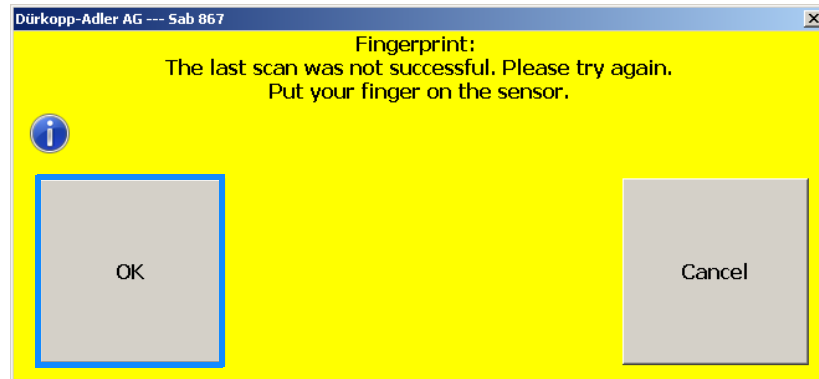 Dürkopp-Adler AG --- Sab 867
Fingerprint:
The last scan was not successful. Please try again.
Put your finger on the sensor.
OK
Cancel